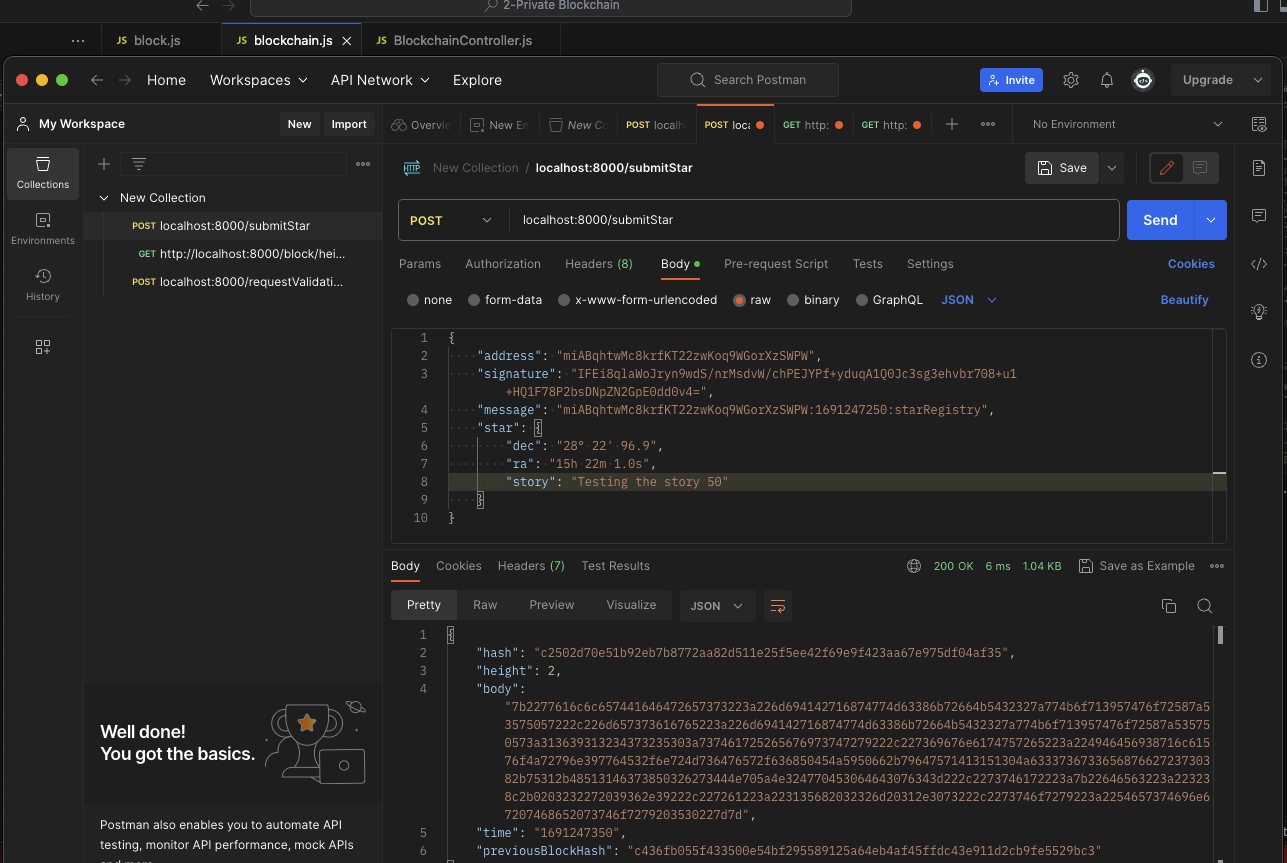 2-Private Blockchain
··· JS block.js JS blockchain.js JS BlockchainController.js
Home Workspaces API Network Explore Search Postman Invite Upgrade
My Workspace New Import Overvie New En New Co POST localh POST loca GET http: GET http: No Environment
Collections
Environments
History
New Collection
POST localhost:8000/submitStar
GET http://localhost:8000/block/hei...
POST localhost:8000/requestValidati...
HTTP New Collection / localhost:8000/submitStar Save
POST localhost:8000/submitStar Send
Params Authorization Headers (8) Body Pre-request Script Tests Settings Cookies
none form-data x-www-form-urlencoded raw binary GraphQL JSON Beautify
1 {
2 "address": "miABqhtwMc8krfKT22zwKoq9WGorXzSWPW",
3 "signature": "IFEi8qlaWoJryn9wdS/nrMsdvW/chPEJYPf+yduqA1Q0Jc3sg3ehvbr708+u1
+HQ1F78P2bsDNpZN2GpE0dd0v4=",
4 "message": "miABqhtwMc8krfKT22zwKoq9WGorXzSWPW:1691247250:starRegistry",
5 "star": {
6 "dec": "28° 22' 96.9",
7 "ra": "15h 22m 1.0s",
8 "story": "Testing the story 50"
9 }
10 }
Body Cookies Headers (7) Test Results 200 OK 6 ms 1.04 KB Save as Example
Pretty Raw Preview Visualize JSON
1 {
2 "hash": "c2502d70e51b92eb7b8772aa82d511e25f5ee42f69e9f423aa67e975df04af35",
3 "height": 2,
4 "body":
5 "time": "1691247350",
6 "previousBlockHash": "c436fb055f433500e54bf295589125a64eb4af45ffdc43e911d2cb9fe5529bc3"
Well done!
You got the basics.
Postman also enables you to automate API
testing, monitor API performance, mock APIs